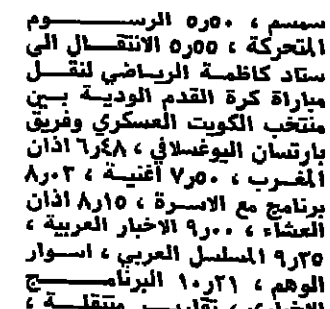 سمسم ، ٥٠ر٥ الرسوم
المتحركة ، ٥٥ر٥ الانتقال الى
ستاد كاظمة الرياضي لنقل
مباراة كرة القدم الودية بين
منتخب الكويت العسكري وفريق
بارتسان اليوغسلافي ، ٤٨ر٦ اذان
المغرب ، ٥٠ر٧ أغنية ، ٠٣ر٨
برنامج مع الاسرة ، ١٥ر٨ اذان
العشاء ، ٠٠ر٩ الاخبار العربية ،
٣٥ر٩ المسلسل العربي ، اسوار
الوهم ، ٢١ر١٠ البرنامج